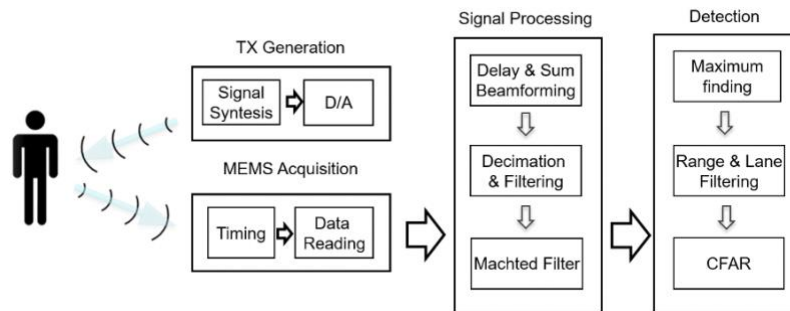 TX Generation
Signal
Syntesis
D/A
MEMS Acquisition
Timing
Data
Reading
Signal Processing
Delay & Sum
Beamforming
Decimation
& Filtering
Machted Filter
Detection
Maximum
finding
Range & Lane
Filtering
CFAR